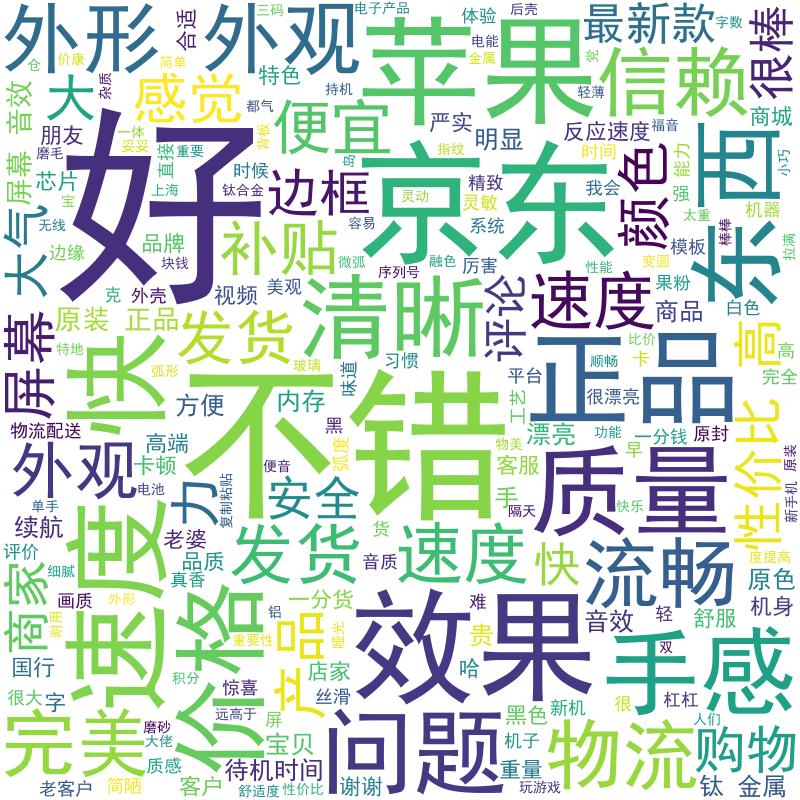 三码
电子产品
后壳
外形
外观
合适
价康
简单
仓
杂质
音效
感觉
大
特色
都气
苹果
体验
电能
金属
持机
轻薄
最新款
字数
很棒
信赖
商城
便宜
严实
明显
反应速度
福音
指纹
时间
能力
小巧
朋友
磨毛
一体
妥妥
直接
重要
背板
时候
岛
屏幕
芯片
宝
上海
钛合金
好
边框
京东
灵动
灵敏
精致
我会
强
太重
机器
颜色
东西
大气
无线
边缘
品牌
块钱
补贴
容易
系统
模板
棒棒
拉满
微弧
序列号
融色
厉害
性能
变圆
果粉
克
外壳
视频
美观
清晰
评论
速度
商品
白色
屏幕
原装
正品
发货
特地
弧形
快
玻璃
习惯
味道
平台
工艺
顺畅
比价
卡
高
高
完全
正品
方便
内存
黑
弧度
不错
很漂亮
物流配送
高端
漂亮
功能
一分钱
早
原封
物美
客服
性价比
原装
新手机
外观
卡顿
便音
电池
单手
力
复制粘贴
安全
手
隔天
质量
快乐
续航
老婆
评价
品质
细腻
真香
发货
音质
货
速度
快
流畅
度提高
原色
机身
商家
画质
外形
耐用
速度
价格
铝
一分货
重要性
哑光
产品
贵
难
效果
哈
音效
轻
舒服
双
手感
国行
很大
字
积分
惊喜
店家
丝滑
远高于
屏
黑色
新机
很
杠杠
人们
完美
磨砂
大佬
质感
宝贝
问题
机子
重量
物流
购物
老客户
简陋
客户
待机时间
舒适度
性价比
谢谢
玩游戏
钛
金属